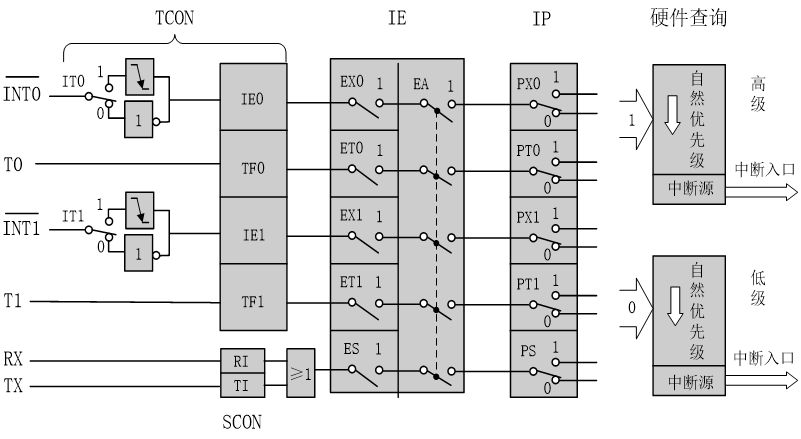 TCON IE IP 硬件查询
INT0 IT0 1 0 1 IE0 EX0 1 EA 1 PX0 1 0
T0 TF0 ET0 1 PT0 1 0
INT1 IT1 1 0 1 IE1 EX1 1 PX1 1 0
T1 TF1 ET1 1 PT1 1 0
RX RI ≥1 ES 1 PS 1 0
TX TI
SCON
1 自然优先级 高级
中断源 中断入口
0 自然优先级 低级
中断源 中断入口